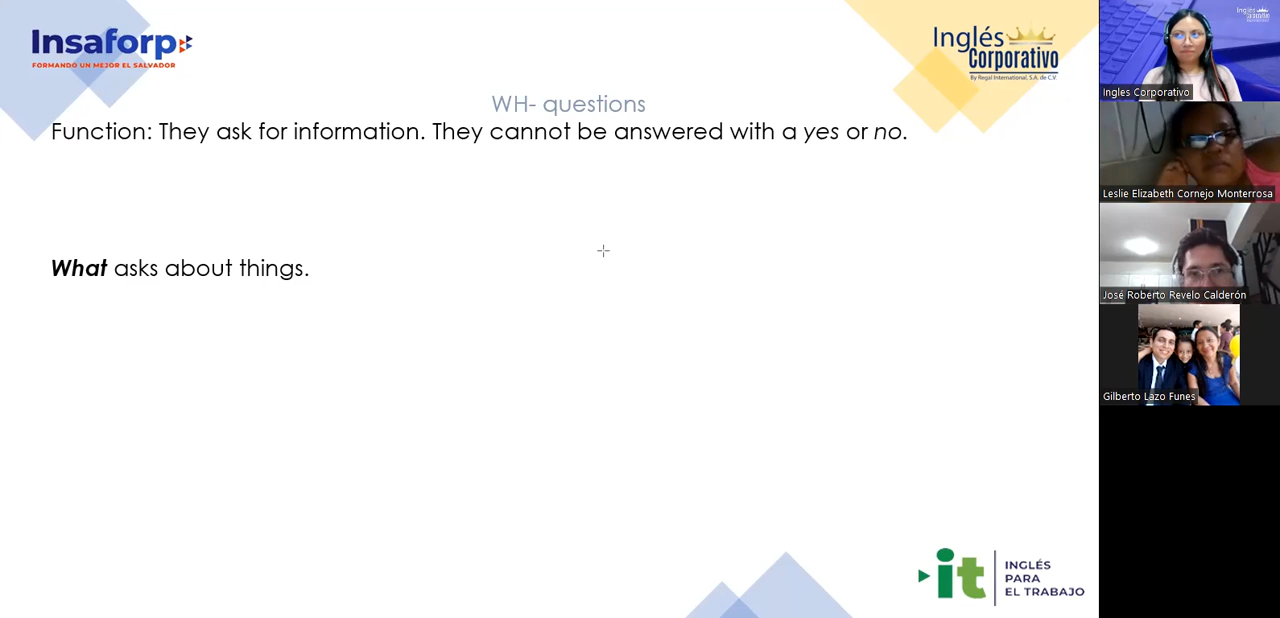 Insaforp
FORMANDO UN MEJOR EL SALVADOR
Inglés
Corporativo
By Regal International, S.A. de C.V.
WH- questions
Function: They ask for information. They cannot be answered with a yes or no.
What asks about things.
it
INGLÉS
PARA
EL TRABAJO
Ingles Corporativo
Leslie Elizabeth Cornejo Monterrosa
José Roberto Revelo Calderón
Gilberto Lazo Funes